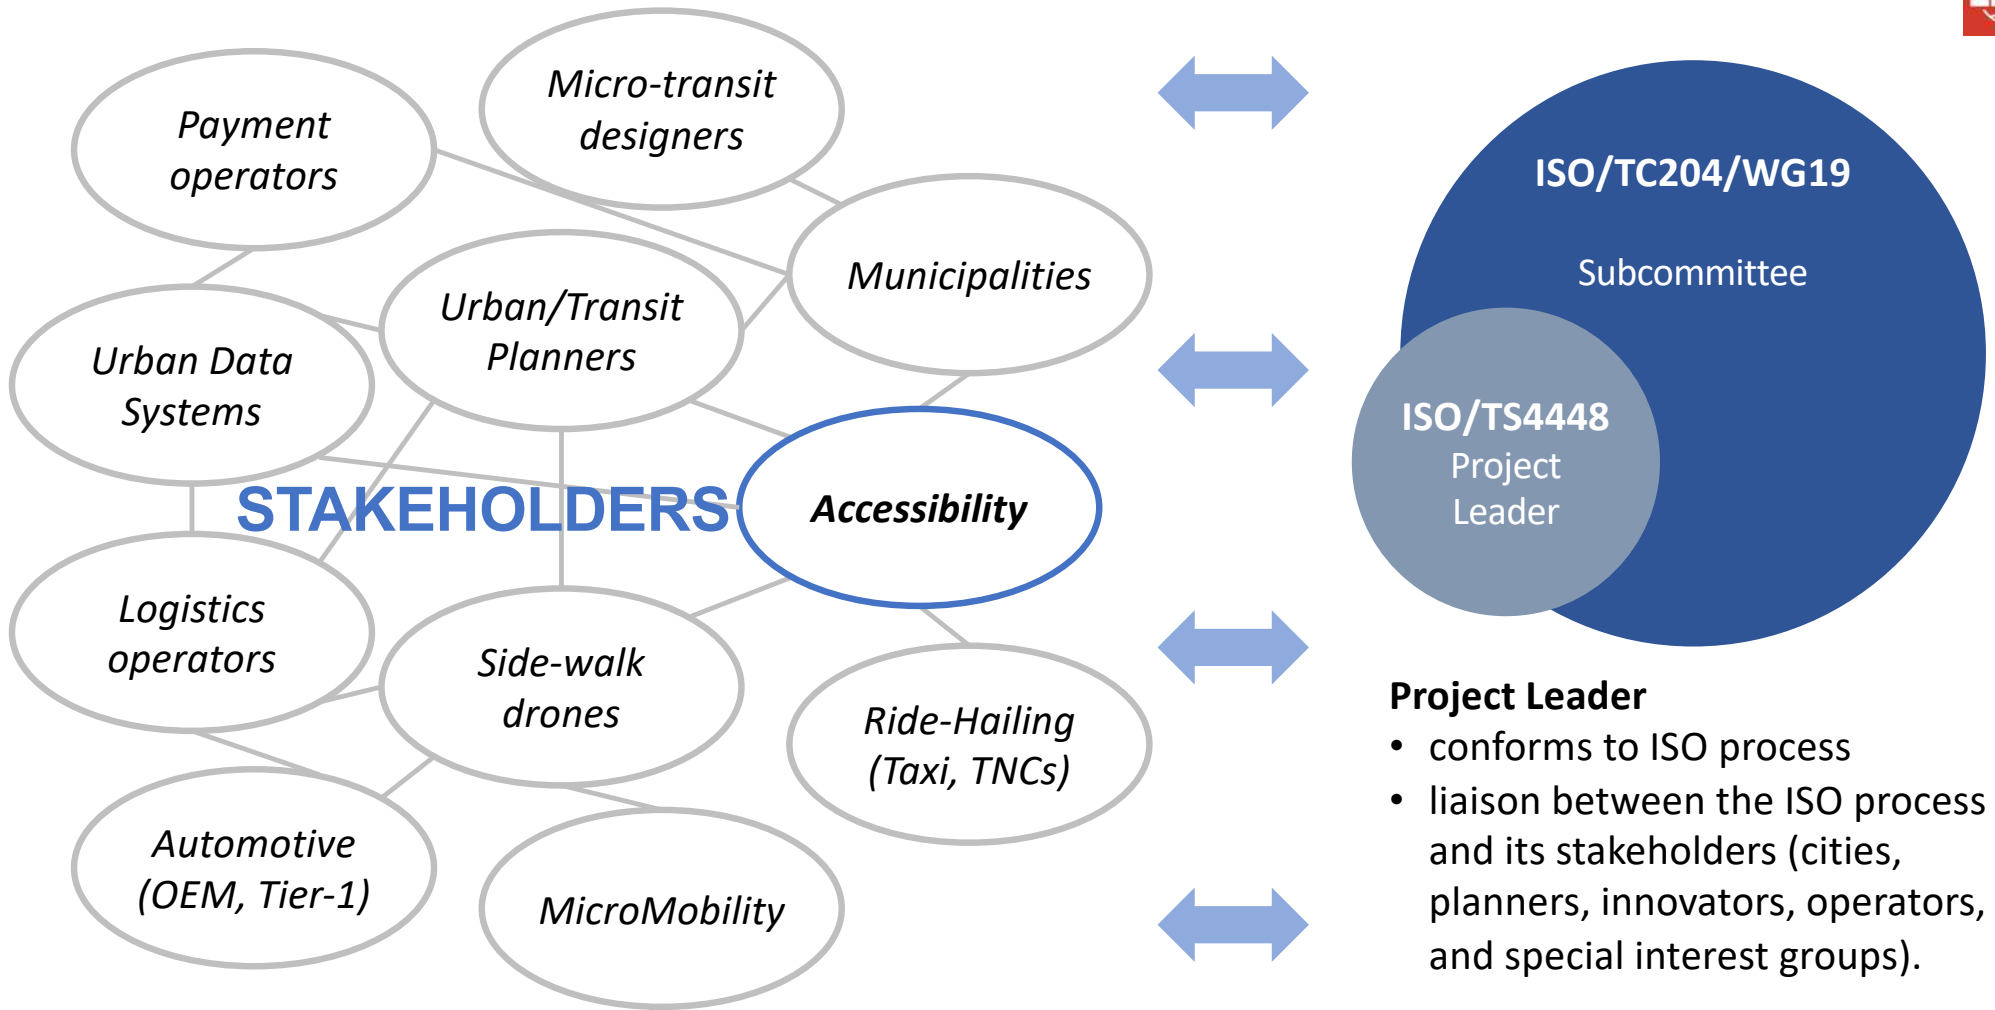 Micro-transit
designers
Payment
operators
Municipalities
Urban/Transit
Planners
Urban Data
Systems
STAKEHOLDERS
Accessibility
Logistics
operators
Side-walk
drones
Ride-Hailing
(Taxi, TNCs)
Automotive
(OEM, Tier-1)
MicroMobility
ISO/TC204/WG19
Subcommittee
ISO/TS4448
Project
Leader
Project Leader
• conforms to ISO process
• liaison between the ISO process
and its stakeholders (cities,
planners, innovators, operators,
and special interest groups).